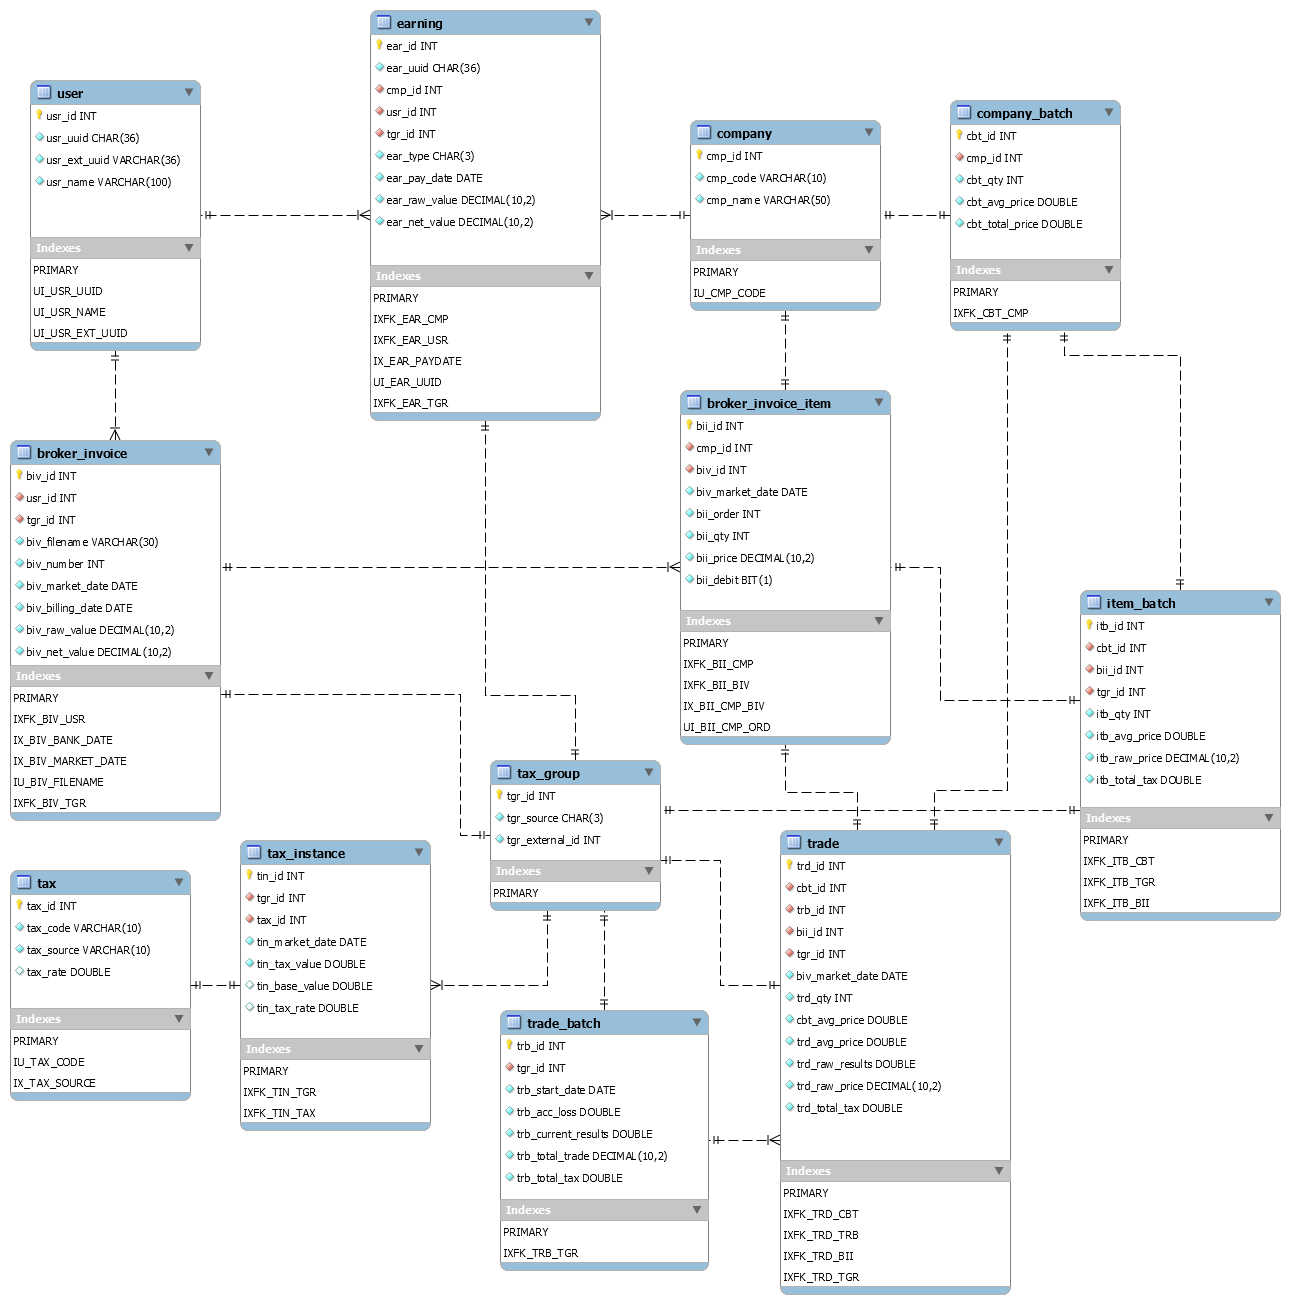 earning
ear_id INT
ear_uuid CHAR(36)
cmp_id INT
usr_id INT
tgr_id INT
ear_type CHAR(3)
ear_pay_date DATE
ear_raw_value DECIMAL(10,2)
ear_net_value DECIMAL(10,2)
Indexes
PRIMARY
IXFK_EAR_CMP
IXFK_EAR_USR
IX_EAR_PAYDATE
UI_EAR_UUID
IXFK_EAR_TGR
user
usr_id INT
usr_uuid CHAR(36)
usr_ext_uuid VARCHAR(36)
usr_name VARCHAR(100)
Indexes
PRIMARY
UI_USR_UUID
UI_USR_NAME
UI_USR_EXT_UUID
company
cmp_id INT
cmp_code VARCHAR(10)
cmp_name VARCHAR(50)
Indexes
PRIMARY
IU_CMP_CODE
company_batch
cbt_id INT
cmp_id INT
cbt_qty INT
cbt_avg_price DOUBLE
cbt_total_price DOUBLE
Indexes
PRIMARY
IXFK_CBT_CMP
broker_invoice
biv_id INT
usr_id INT
tgr_id INT
biv_filename VARCHAR(30)
biv_number INT
biv_market_date DATE
biv_billing_date DATE
biv_raw_value DECIMAL(10,2)
biv_net_value DECIMAL(10,2)
Indexes
PRIMARY
IXFK_BIV_USR
IX_BIV_BANK_DATE
IX_BIV_MARKET_DATE
IU_BIV_FILENAME
IXFK_BIV_TGR
broker_invoice_item
bii_id INT
cmp_id INT
biv_id INT
biv_market_date DATE
bii_order INT
bii_qty INT
bii_price DECIMAL(10,2)
bii_debit BIT(1)
Indexes
PRIMARY
IXFK_BII_CMP
IXFK_BII_BIV
IX_BII_CMP_BIV
UI_BII_CMP_ORD
item_batch
itb_id INT
cbt_id INT
bii_id INT
tgr_id INT
itb_qty INT
itb_avg_price DOUBLE
itb_raw_price DECIMAL(10,2)
itb_total_tax DOUBLE
Indexes
PRIMARY
IXFK_ITB_CBT
IXFK_ITB_TGR
IXFK_ITB_BII
tax_group
tgr_id INT
tgr_source CHAR(3)
tgr_external_id INT
Indexes
PRIMARY
tax
tax_id INT
tax_code VARCHAR(10)
tax_source VARCHAR(10)
tax_rate DOUBLE
Indexes
PRIMARY
IU_TAX_CODE
IX_TAX_SOURCE
tax_instance
tin_id INT
tgr_id INT
tax_id INT
tin_market_date DATE
tin_tax_value DOUBLE
tin_base_value DOUBLE
tin_tax_rate DOUBLE
Indexes
PRIMARY
IXFK_TIN_TGR
IXFK_TIN_TAX
trade_batch
trb_id INT
tgr_id INT
trb_start_date DATE
trb_acc_loss DOUBLE
trb_current_results DOUBLE
trb_total_trade DECIMAL(10,2)
trb_total_tax DOUBLE
Indexes
PRIMARY
IXFK_TRB_TGR
trade
trd_id INT
cbt_id INT
trb_id INT
bii_id INT
tgr_id INT
biv_market_date DATE
trd_qty INT
cbt_avg_price DOUBLE
trd_avg_price DOUBLE
trd_raw_results DOUBLE
trd_raw_price DECIMAL(10,2)
trd_total_tax DOUBLE
Indexes
PRIMARY
IXFK_TRD_CBT
IXFK_TRD_TRB
IXFK_TRD_BII
IXFK_TRD_TGR